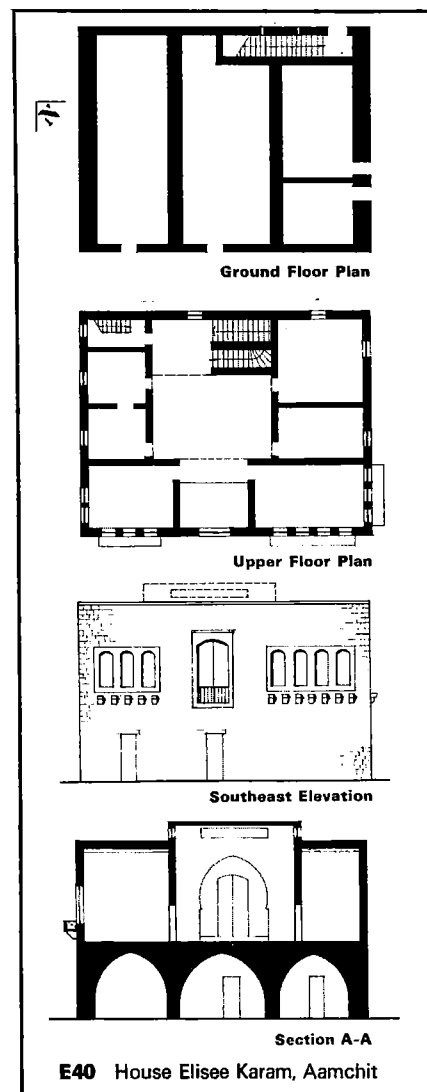 Ground Floor Plan
Upper Floor Plan
Southeast Elevation
Section A-A
E40 House Elisee Karam, Aamchit